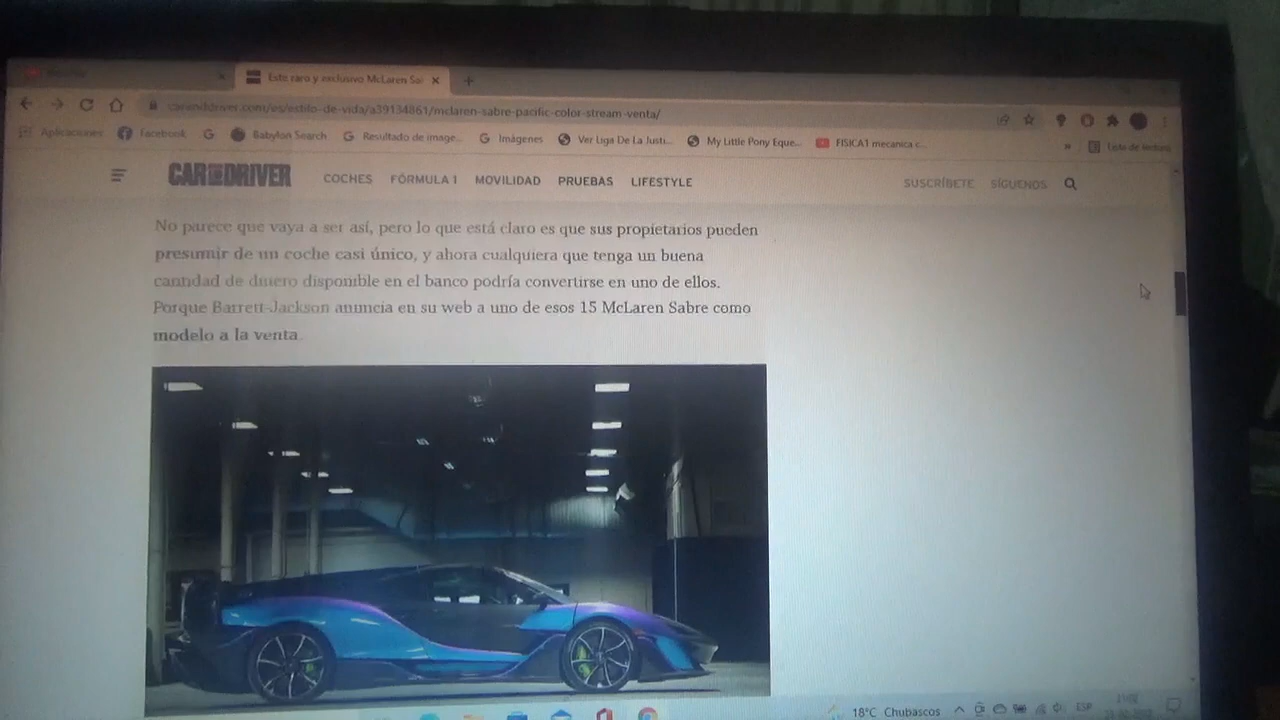 Este raro y exclusivo McLaren Sal
caranddriver.com/es/estilo-de-vida/a39134861/mclaren-sabre-pacific-color-stream-venta/
Aplicaciones Facebook Babylon Search Resultado de image... Imágenes Ver Liga De La Justi... My Little Pony Eque... FISICA1 mecanica c... » Lista de lectura
CAR AND DRIVER COCHES FÓRMULA 1 MOVILIDAD PRUEBAS LIFESTYLE SUSCRÍBETE SÍGUENOS
No parece que vaya a ser así, pero lo que está claro es que sus propietarios pueden
presumir de un coche casi único, y ahora cualquiera que tenga un buena
cantidad de dinero disponible en el banco podría convertirse en uno de ellos.
Porque Barrett-Jackson anuncia en su web a uno de esos 15 McLaren Sabre como
modelo a la venta.
18°C Chubascos ESP